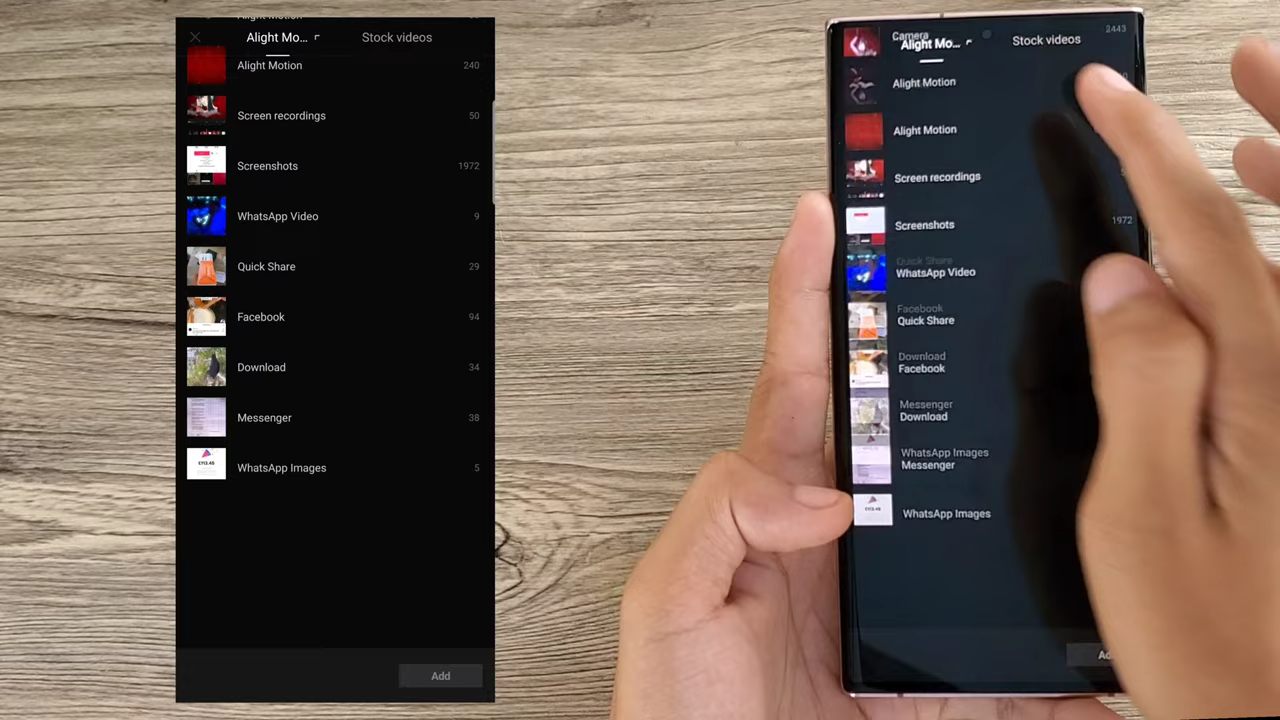 Alight Motion
Alight Mo...
Stock videos
Alight Motion
240
Screen recordings
50
Screenshots
1972
WhatsApp Video
9
Quick Share
29
Facebook
94
Download
34
Messenger
38
WhatsApp Images
5
Add
Camera
2443
Alight Mo...
Stock videos
Alight Motion
Alight Motion
Screen recordings
Screenshots
1972
Quick Share
WhatsApp Video
Facebook
Quick Share
Download
Facebook
Messenger
Download
WhatsApp Images
Messenger
WhatsApp Images